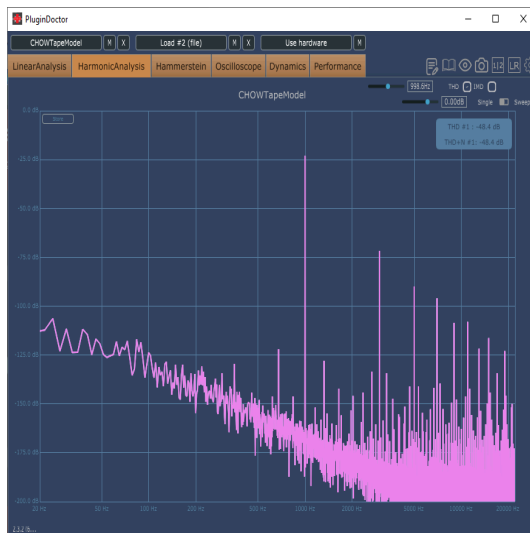 PluginDoctor
CHOWTapeModel M X Load #2 (file) M X Use hardware M
LinearAnalysis HarmonicAnalysis Hammerstein Oscilloscope Dynamics Performance
1|2 LR
998.6Hz THD IMD
CHOWTapeModel
0.00dB Single Sweep
0.0 dB
THD #1 : -48.4 dB
THD+N #1: -48.4 dB
-25.0 dB
-50.0 dB
-75.0 dB
-100.0 dB
-125.0 dB
-150.0 dB
-175.0 dB
-200.0 dB
20 Hz 50 Hz 100 Hz 200 Hz 500 Hz 1000 Hz 2000 Hz 5000 Hz 10000 Hz 20000 Hz